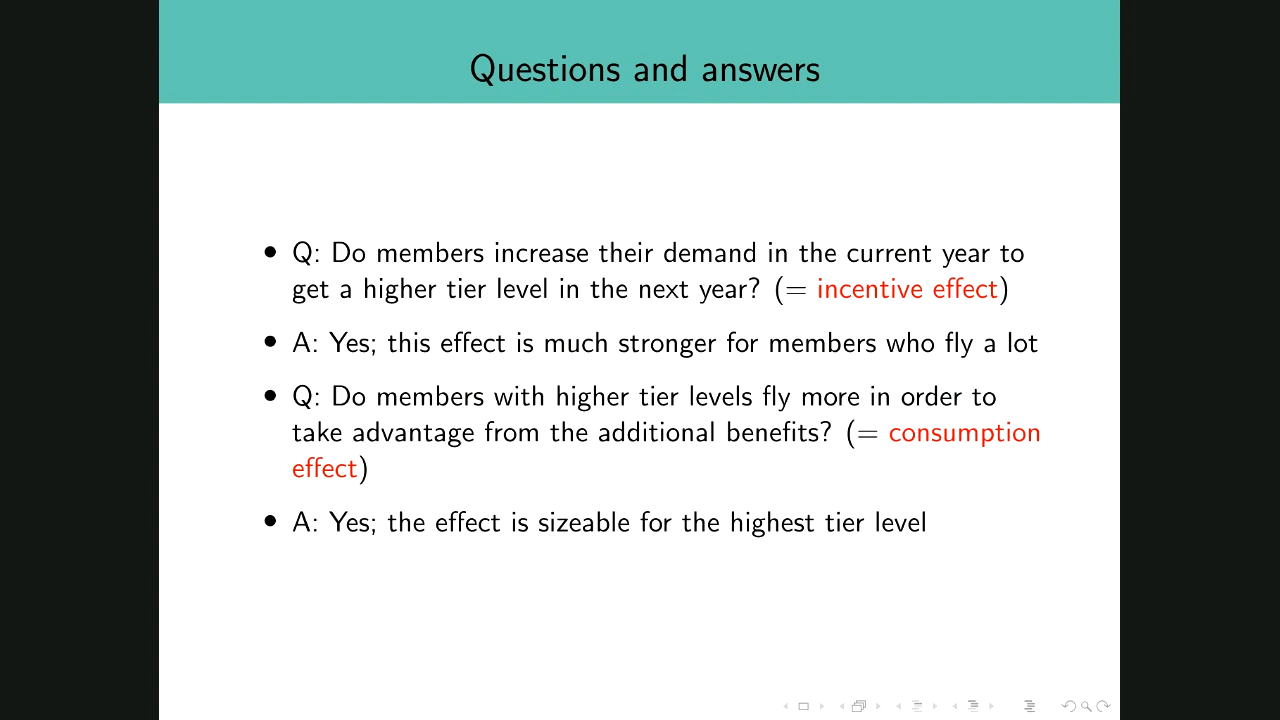 Questions and answers
• Q: Do members increase their demand in the current year to
get a higher tier level in the next year? (= incentive effect)
• A: Yes; this effect is much stronger for members who fly a lot
• Q: Do members with higher tier levels fly more in order to
take advantage from the additional benefits? (= consumption
effect)
• A: Yes; the effect is sizeable for the highest tier level